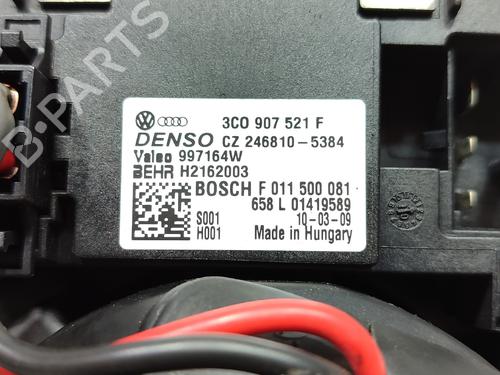 B-PARTS
3C0 907 521 F
DENSO CZ 246810-5384
Valeo 997164W
BEHR H2162003
BOSCH F 011 500 081
658 L 01419589
S001 10-03-09
H001 Made in Hungary